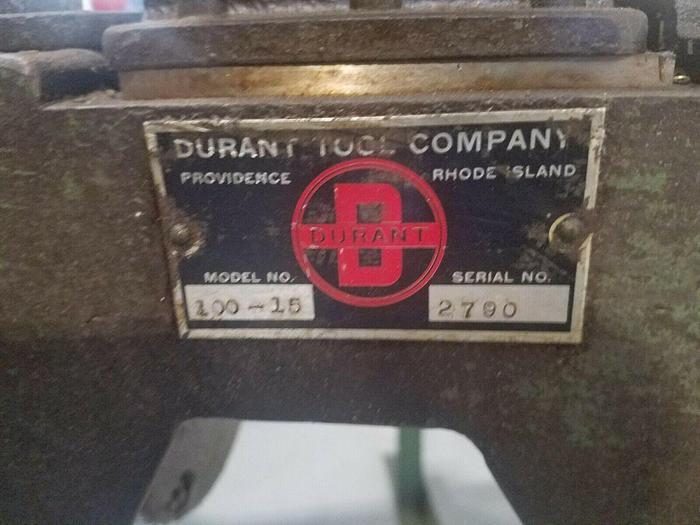 DURANT TOOL COMPANY
PROVIDENCE RHODE ISLAND
DURANT
MODEL NO. SERIAL NO.
100-15 2790